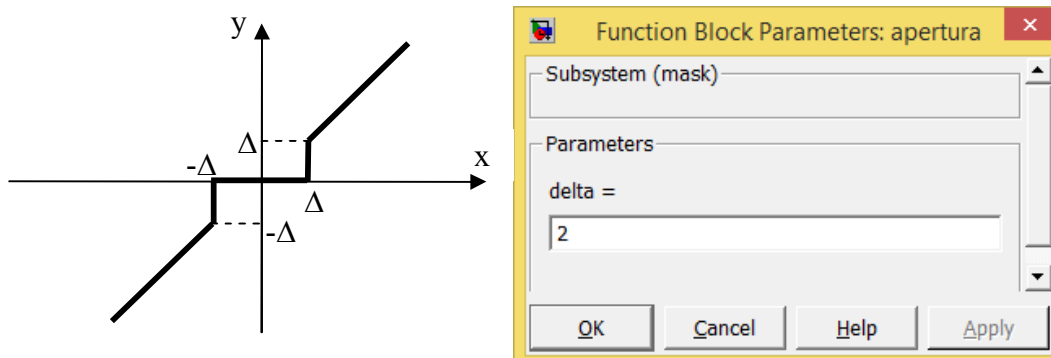 y
Δ
-Δ
x
Δ
-Δ
Function Block Parameters: apertura
×
Subsystem (mask)
Parameters
delta =
2
OK
Cancel
Help
Apply